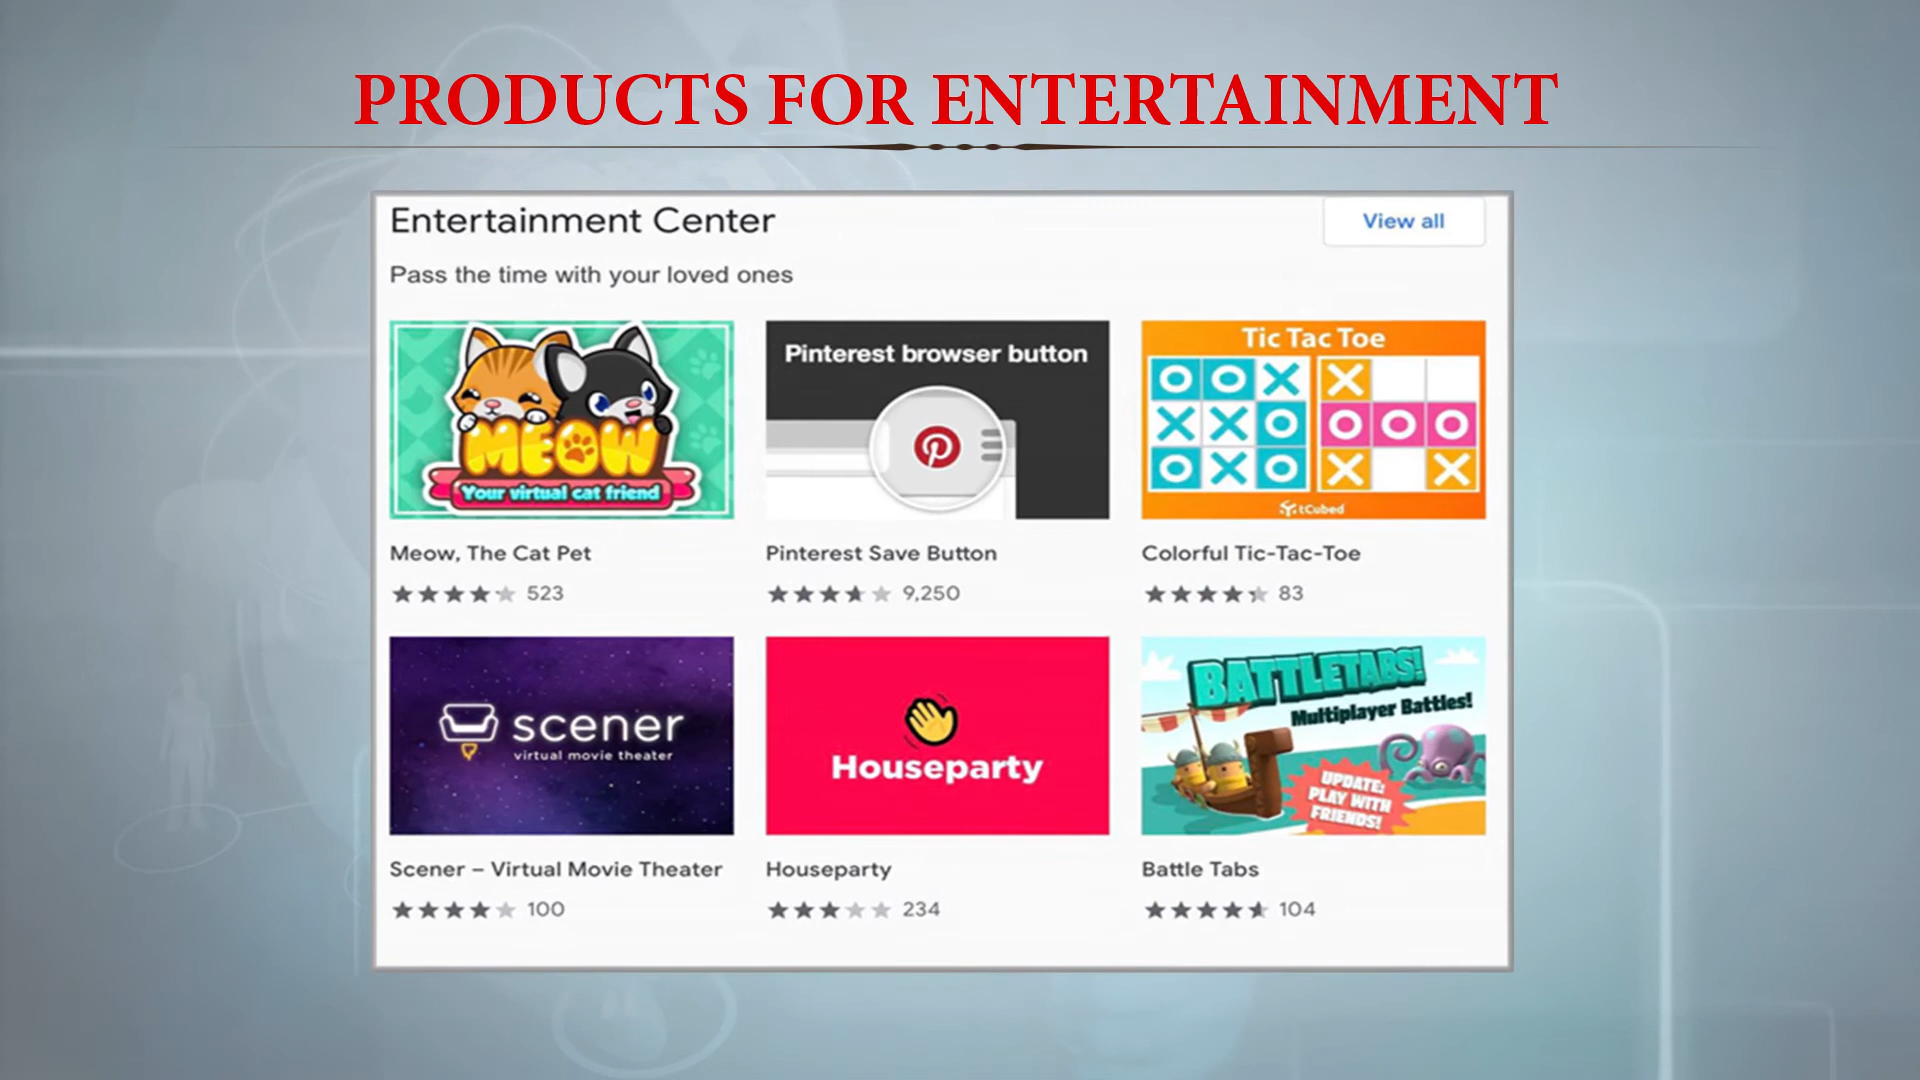 PRODUCTS FOR ENTERTAINMENT
Entertainment Center
View all
Pass the time with your loved ones
MEOW
Your virtual cat friend
Pinterest browser button
Tic Tac Toe
O O X X
X X O O O O
O X O X X
tCubed
Meow, The Cat Pet
Pinterest Save Button
Colorful Tic-Tac-Toe
523
9,250
83
scener
virtual movie theater
Houseparty
BATTLETABS!
Multiplayer Battles!
UPDATE:
PLAY WITH
FRIENDS!
Scener – Virtual Movie Theater
Houseparty
Battle Tabs
100
234
104